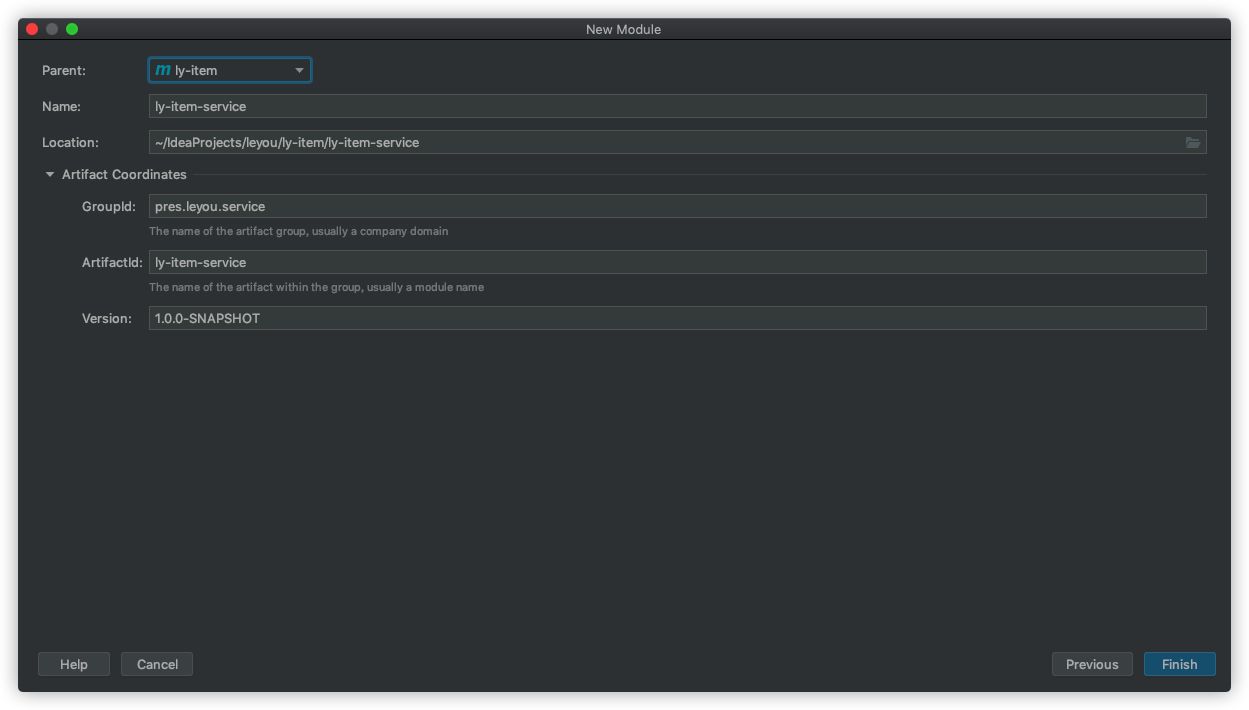 New Module
Parent: m ly-item
Name: ly-item-service
Location: ~/IdeaProjects/leyou/ly-item/ly-item-service
Artifact Coordinates
GroupId: pres.leyou.service
The name of the artifact group, usually a company domain
ArtifactId: ly-item-service
The name of the artifact within the group, usually a module name
Version: 1.0.0-SNAPSHOT
Help Cancel Previous Finish